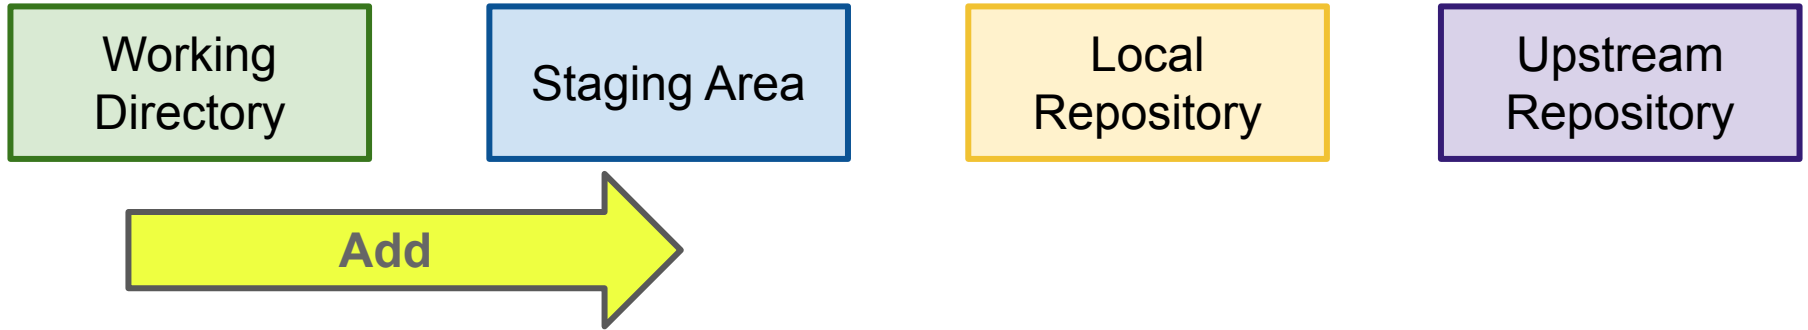 Working
Directory
Staging Area
Local
Repository
Upstream
Repository
Add